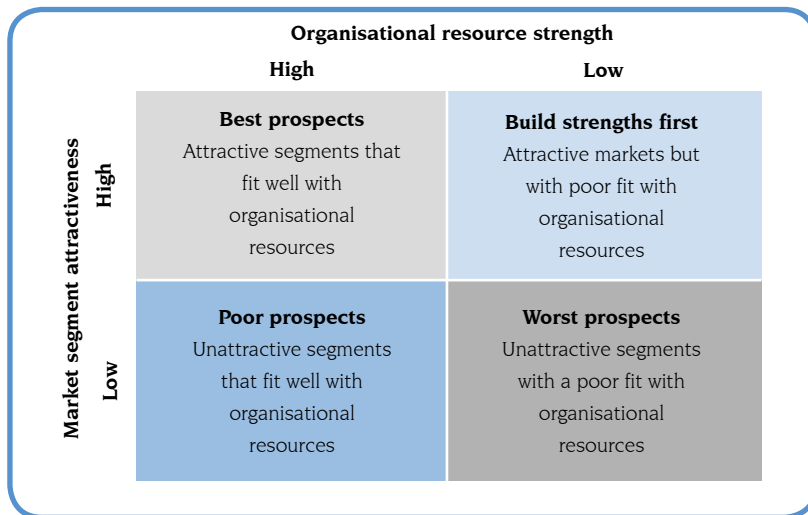 Organisational resource strength
High
Low
Market segment attractiveness
High
Best prospects
Attractive segments that
fit well with
organisational
resources
Build strengths first
Attractive markets but
with poor fit with
organisational
resources
Low
Poor prospects
Unattractive segments
that fit well with
organisational
resources
Worst prospects
Unattractive segments
with a poor fit with
organisational
resources